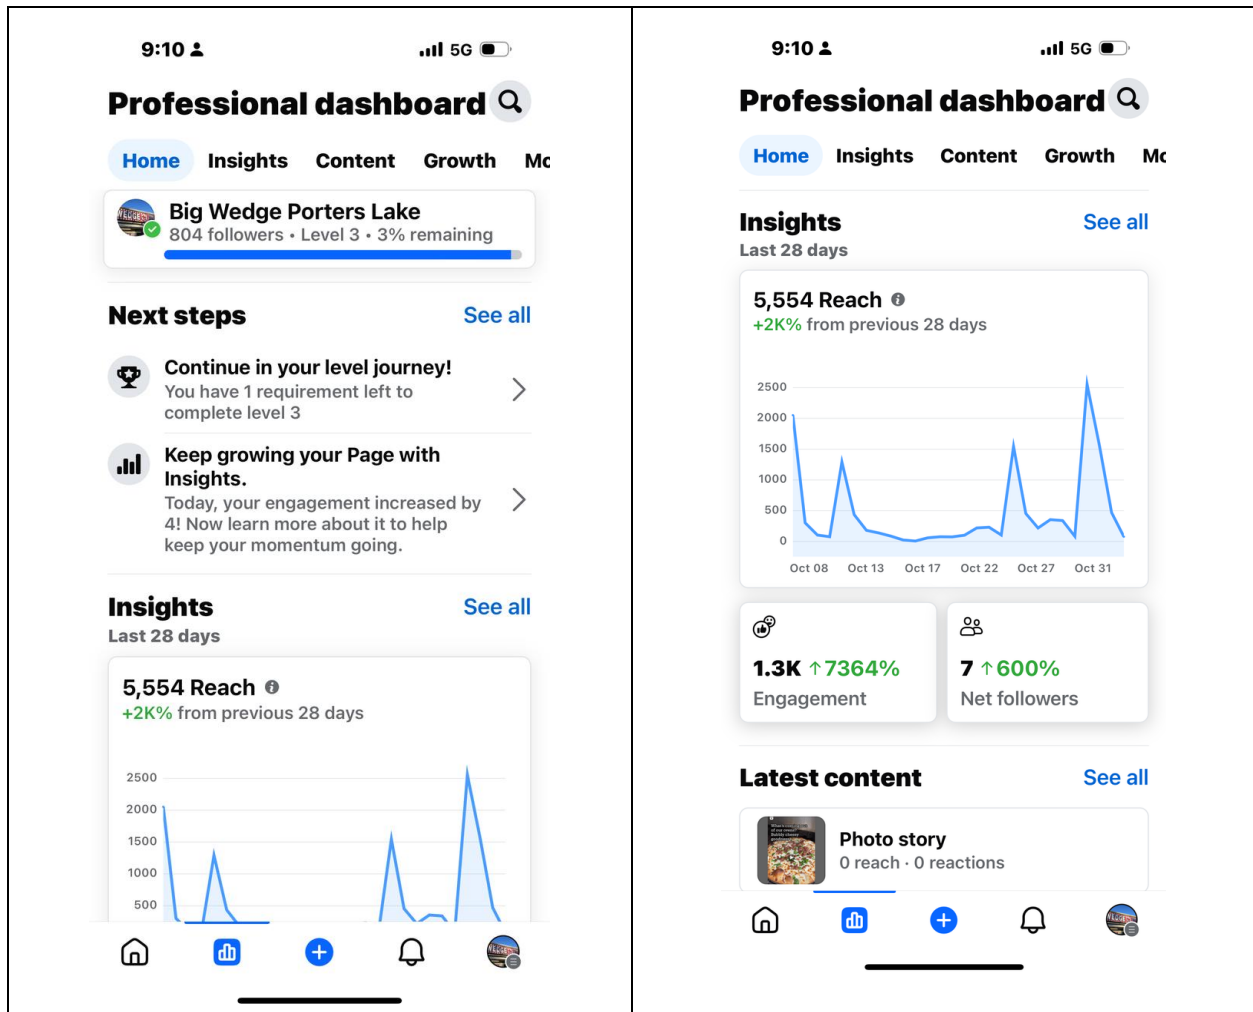 9:10
5G
Professional dashboard
Home Insights Content Growth Mo
Big Wedge Porters Lake
804 followers • Level 3 • 3% remaining
Next steps See all
Continue in your level journey!
You have 1 requirement left to
complete level 3
Keep growing your Page with
Insights.
Today, your engagement increased by
4! Now learn more about it to help
keep your momentum going.
Insights See all
Last 28 days
5,554 Reach
+2K% from previous 28 days
2500
2000
1500
1000
500
9:10
5G
Professional dashboard
Home Insights Content Growth Mo
Insights See all
Last 28 days
5,554 Reach
+2K% from previous 28 days
2500
2000
1500
1000
500
0
Oct 08 Oct 13 Oct 17 Oct 22 Oct 27 Oct 31
1.3K ↑7364%
Engagement
7 ↑600%
Net followers
Latest content See all
Photo story
0 reach · 0 reactions